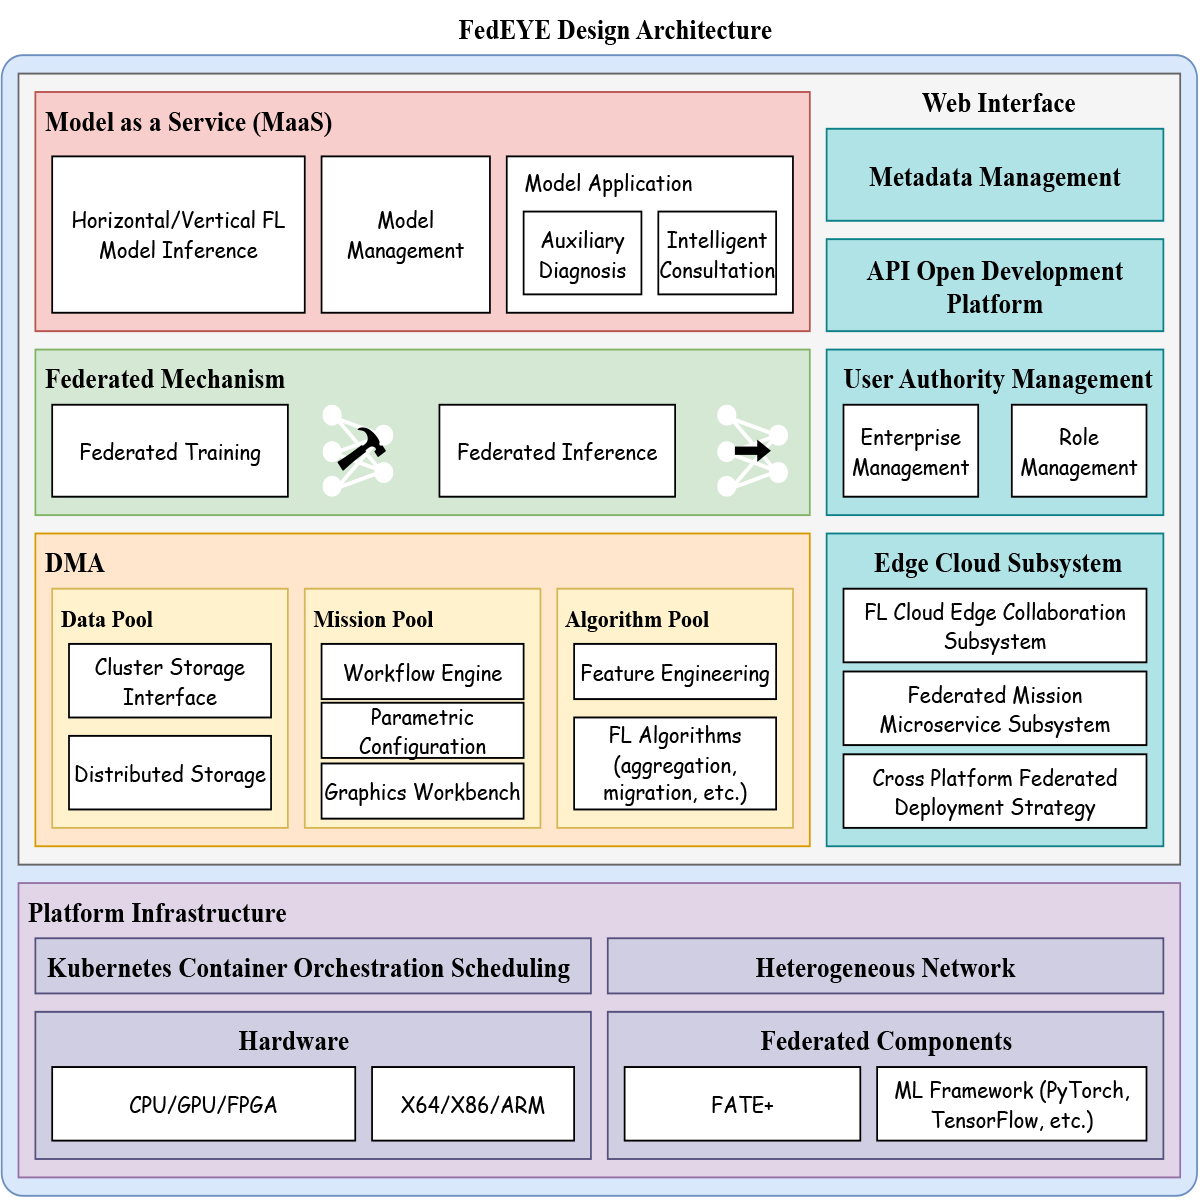 FedEYE Design Architecture
Model as a Service (MaaS)
Horizontal/Vertical FL
Model Inference
Model
Management
Model Application
Auxiliary
Diagnosis
Intelligent
Consultation
Web Interface
Metadata Management
API Open Development
Platform
Federated Mechanism
Federated Training
Federated Inference
User Authority Management
Enterprise
Management
Role
Management
DMA
Data Pool
Cluster Storage
Interface
Distributed Storage
Mission Pool
Workflow Engine
Parametric
Configuration
Graphics Workbench
Algorithm Pool
Feature Engineering
FL Algorithms
(aggregation,
migration, etc.)
Edge Cloud Subsystem
FL Cloud Edge Collaboration
Subsystem
Federated Mission
Microservice Subsystem
Cross Platform Federated
Deployment Strategy
Platform Infrastructure
Kubernetes Container Orchestration Scheduling
Heterogeneous Network
Hardware
CPU/GPU/FPGA
X64/X86/ARM
Federated Components
FATE+
ML Framework (PyTorch,
TensorFlow, etc.)